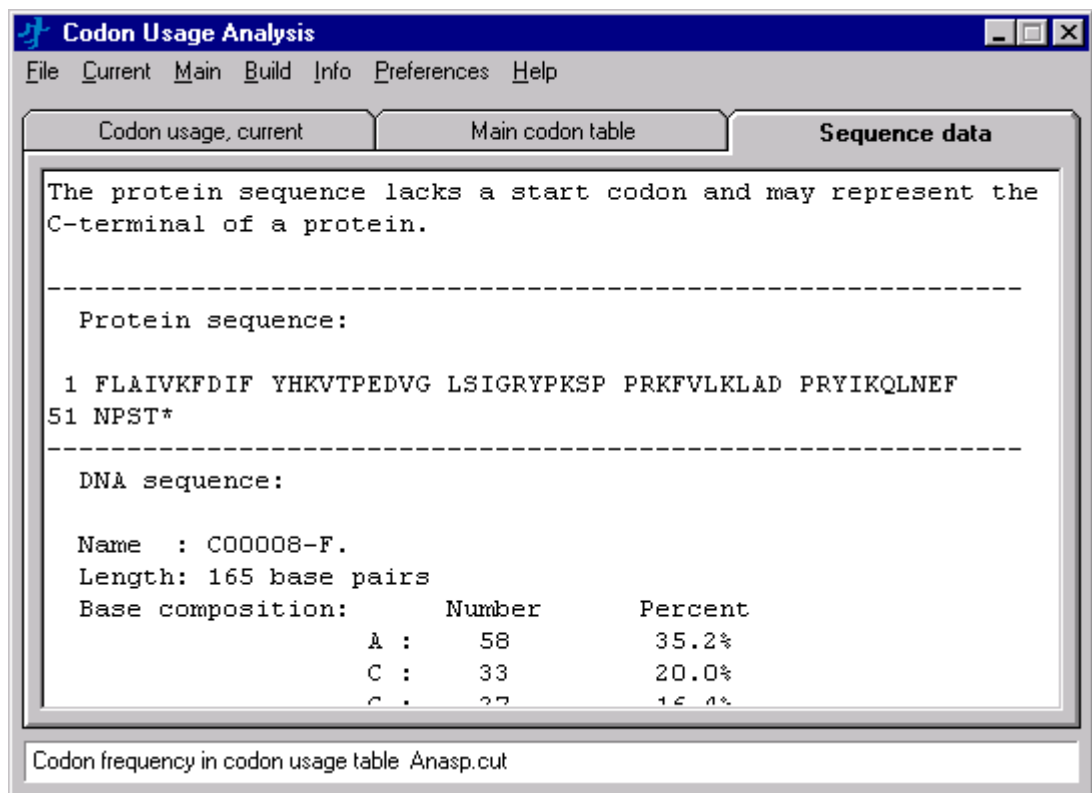 Codon Usage Analysis
File Current Main Build Info Preferences Help
Codon usage, current Main codon table Sequence data
The protein sequence lacks a start codon and may represent the
C-terminal of a protein.
--------------------------------------------------------------
Protein sequence:
1 FLAIVKFDIF YHKVTPEDVG LSIGRYPKSP PRKFVLKLAD PRYIKQLNEF
51 NPST*
--------------------------------------------------------------
DNA sequence:
Name : C00008-F.
Length: 165 base pairs
Base composition: Number Percent
A : 58 35.2%
C : 33 20.0%
Codon frequency in codon usage table Anasp.cut